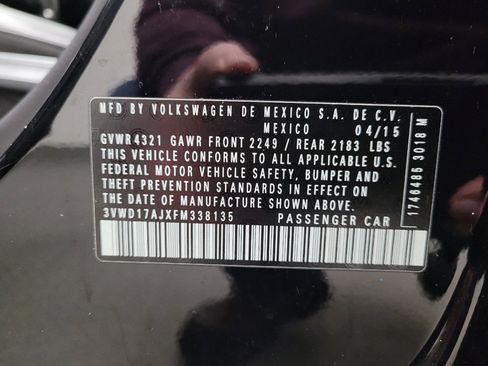 MFD BY VOLKSWAGEN DE MEXICO S.A. DE C.V.
MEXICO 04/15
GVWR 4321 GAWR FRONT 2249 / REAR 2183 LBS
THIS VEHICLE CONFORMS TO ALL APPLICABLE U.S.
FEDERAL MOTOR VEHICLE SAFETY, BUMPER AND
THEFT PREVENTION STANDARDS IN EFFECT ON
THE DATE OF MANUFACTURE SHOWN ABOVE.
3VWD17AJXFM338135 PASSENGER CAR
1746485 3018 M